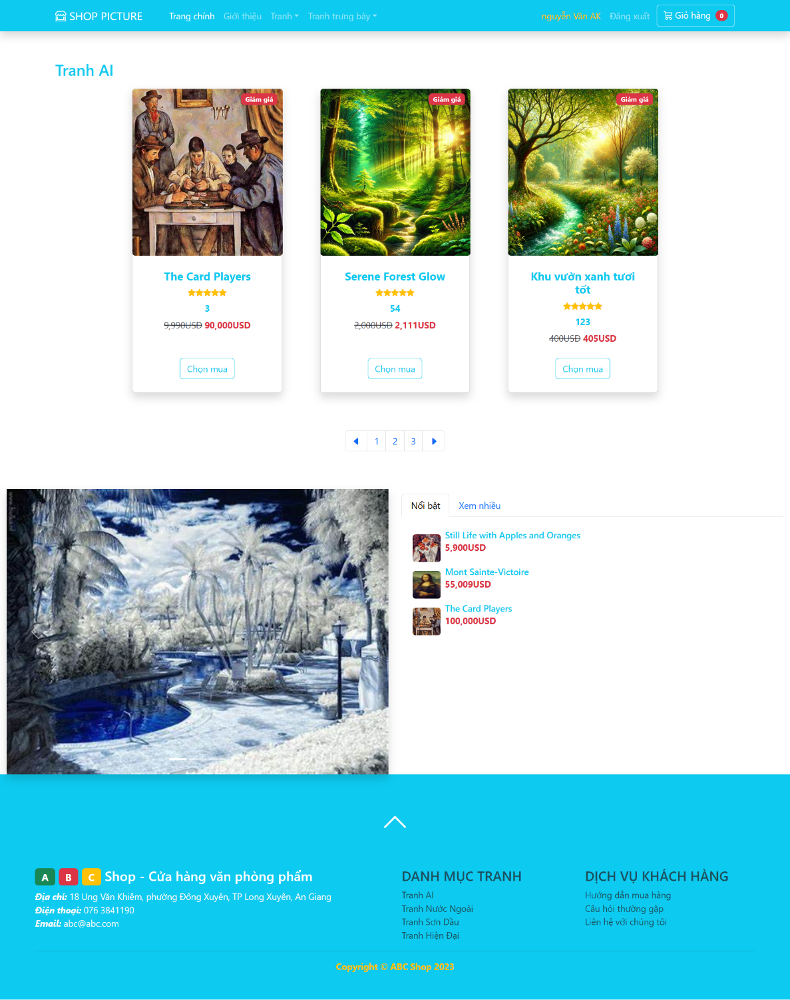 SHOP PICTURE Trang chính Giới thiệu Tranh Tranh trưng bày nguyễn Văn AK Đăng xuất Giỏ hàng 0
Tranh AI
Giảm giá Giảm giá Giảm giá
The Card Players
3
9,990USD 90,000USD
Chọn mua
Serene Forest Glow
54
2,000USD 2,111USD
Chọn mua
Khu vườn xanh tươi
tốt
123
400USD 405USD
Chọn mua
1 2 3
Nổi bật Xem nhiều
Still Life with Apples and Oranges
5,900USD
Mont Sainte-Victoire
55,009USD
The Card Players
100,000USD
A B C Shop - Cửa hàng văn phòng phẩm
Địa chỉ: 18 Ung Văn Khiêm, phường Đông Xuyên, TP Long Xuyên, An Giang
Điện thoại: 076 3841190
Email: abc@abc.com
DANH MỤC TRANH
Tranh AI
Tranh Nước Ngoài
Tranh Sơn Dầu
Tranh Hiện Đại
DỊCH VỤ KHÁCH HÀNG
Hướng dẫn mua hàng
Câu hỏi thường gặp
Liên hệ với chúng tôi
Copyright © ABC Shop 2023